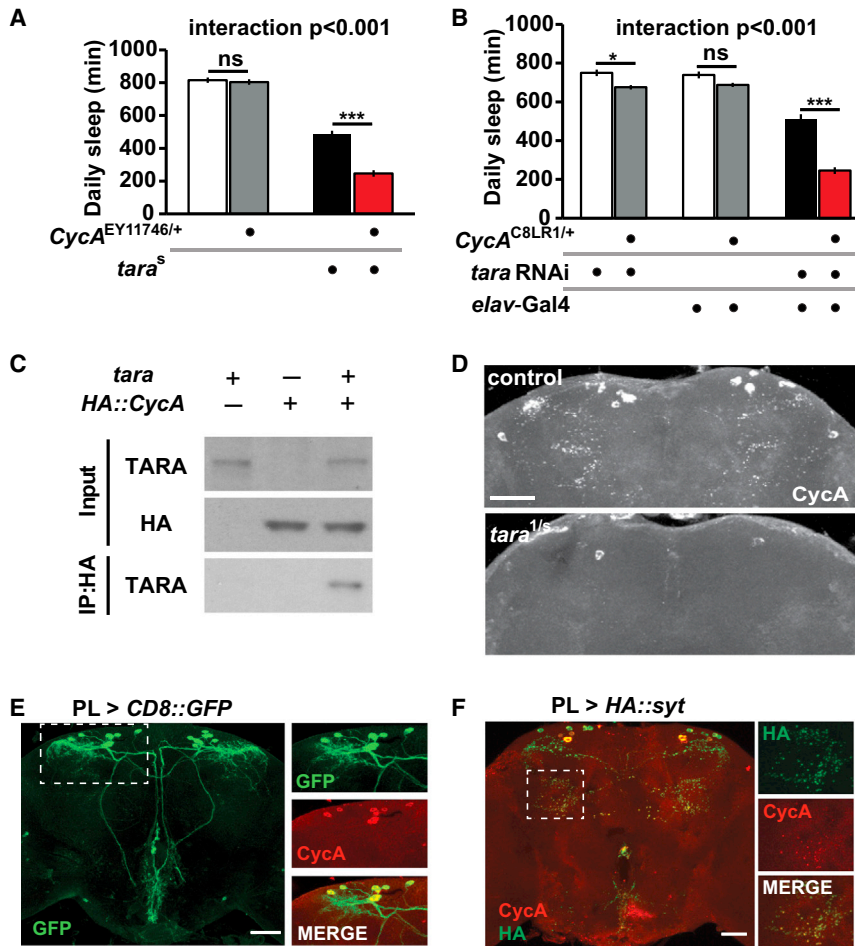 A
interaction p<0.001
Daily sleep (min)
1000
800
600
400
200
0
ns
***
CycA^EY11746/+
tara^s
B
interaction p<0.001
Daily sleep (min)
1000
800
600
400
200
0
*
ns
***
CycA^C8LR1/+
tara RNAi
elav-Gal4
C
tara + – +
HA::CycA – + +
Input
TARA
HA
IP:HA
TARA
D
control
CycA
tara^1/s
E
PL > CD8::GFP
GFP
GFP
CycA
MERGE
F
PL > HA::syt
CycA
HA
HA
CycA
MERGE